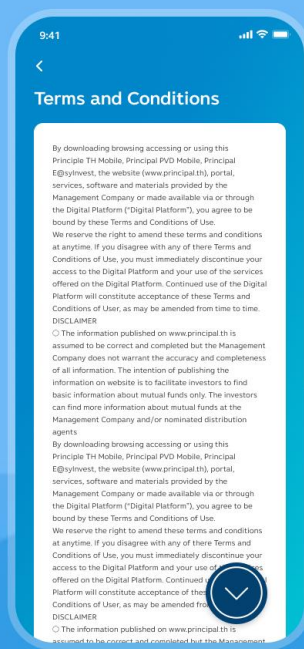 9:41
Terms and Conditions
By downloading browsing accessing or using this
Principle TH Mobile, Principal PVD Mobile, Principal
E@syInvest, the website (www.principal.th), portal,
services, software and materials provided by the
Management Company or made available via or through
the Digital Platform ("Digital Platform"), you agree to be
bound by these Terms and Conditions of Use.
We reserve the right to amend these terms and conditions
at anytime. If you disagree with any of there Terms and
Conditions of Use, you must immediately discontinue your
access to the Digital Platform and your use of the services
offered on the Digital Platform. Continued use of the Digital
Platform will constitute acceptance of these Terms and
Conditions of User, as may be amended from time to time.
DISCLAIMER
○ The information published on www.principal.th is
assumed to be correct and completed but the Management
Company does not warrant the accuracy and completeness
of all information. The intention of publishing the
information on website is to facilitate investors to find
basic information about mutual funds only. The investors
can find more information about mutual funds at the
Management Company and/or nominated distribution
agents
By downloading browsing accessing or using this
Principle TH Mobile, Principal PVD Mobile, Principal
E@syInvest, the website (www.principal.th), portal,
services, software and materials provided by the
Management Company or made available via or through
the Digital Platform ("Digital Platform"), you agree to be
bound by these Terms and Conditions of Use.
We reserve the right to amend these terms and conditions
at anytime. If you disagree with any of there Terms and
Conditions of Use, you must immediately discontinue your
access to the Digital Platform and your use of
offered on the Digital Platform. Continued
Platform will constitute acceptance of
Conditions of User, as may be amended
DISCLAIMER
○ The information published on www.principal.th is
assumed to be correct and completed but the Management